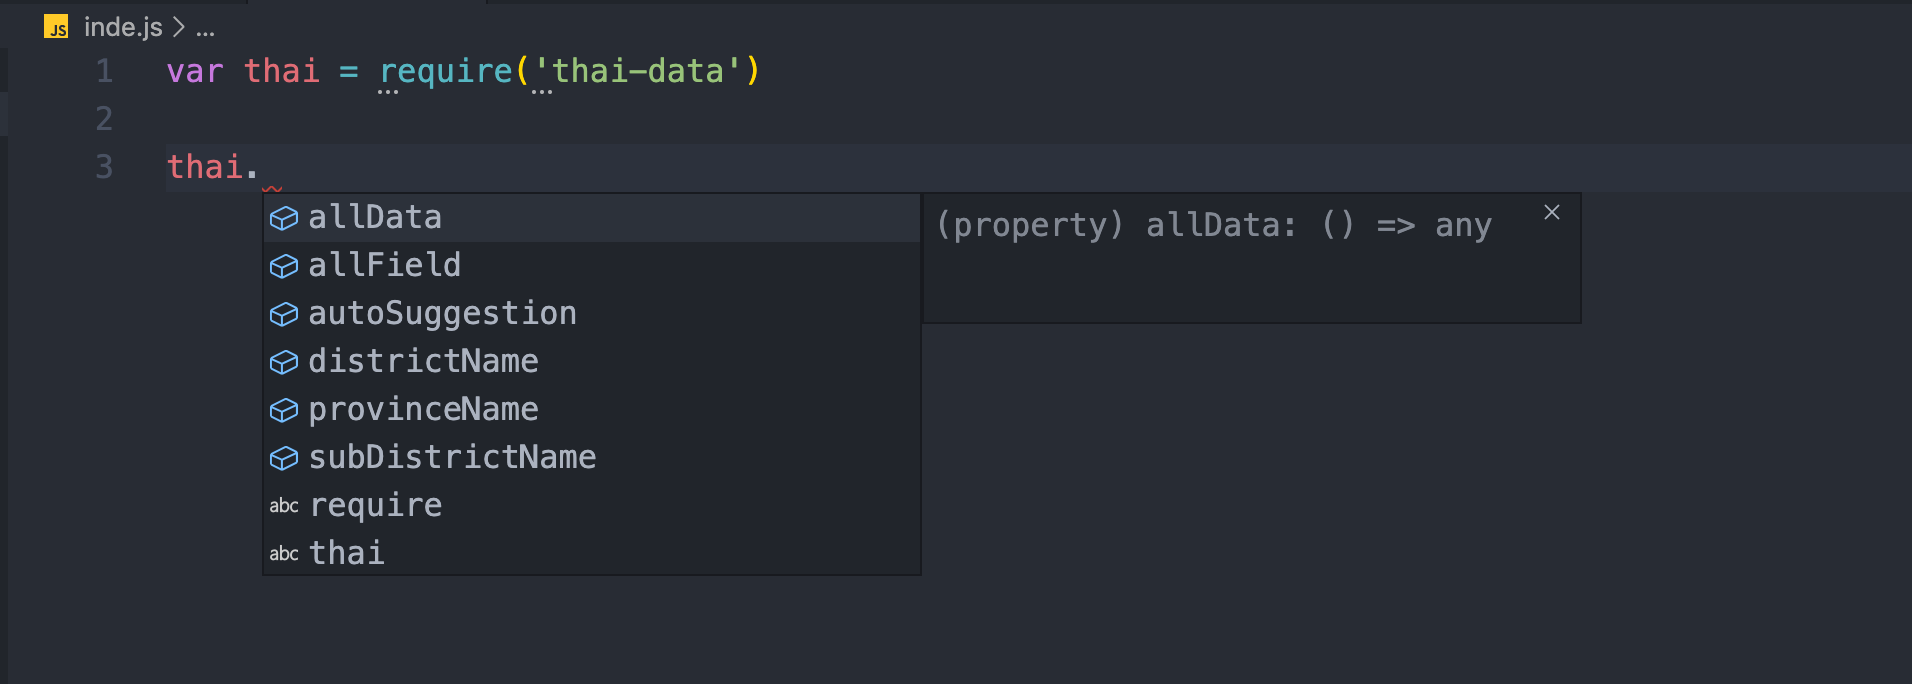 JS inde.js > ...
1 var thai = require('thai-data')
2
3 thai.
allData
(property) allData: () => any
allField
autoSuggestion
districtName
provinceName
subDistrictName
abc require
abc thai